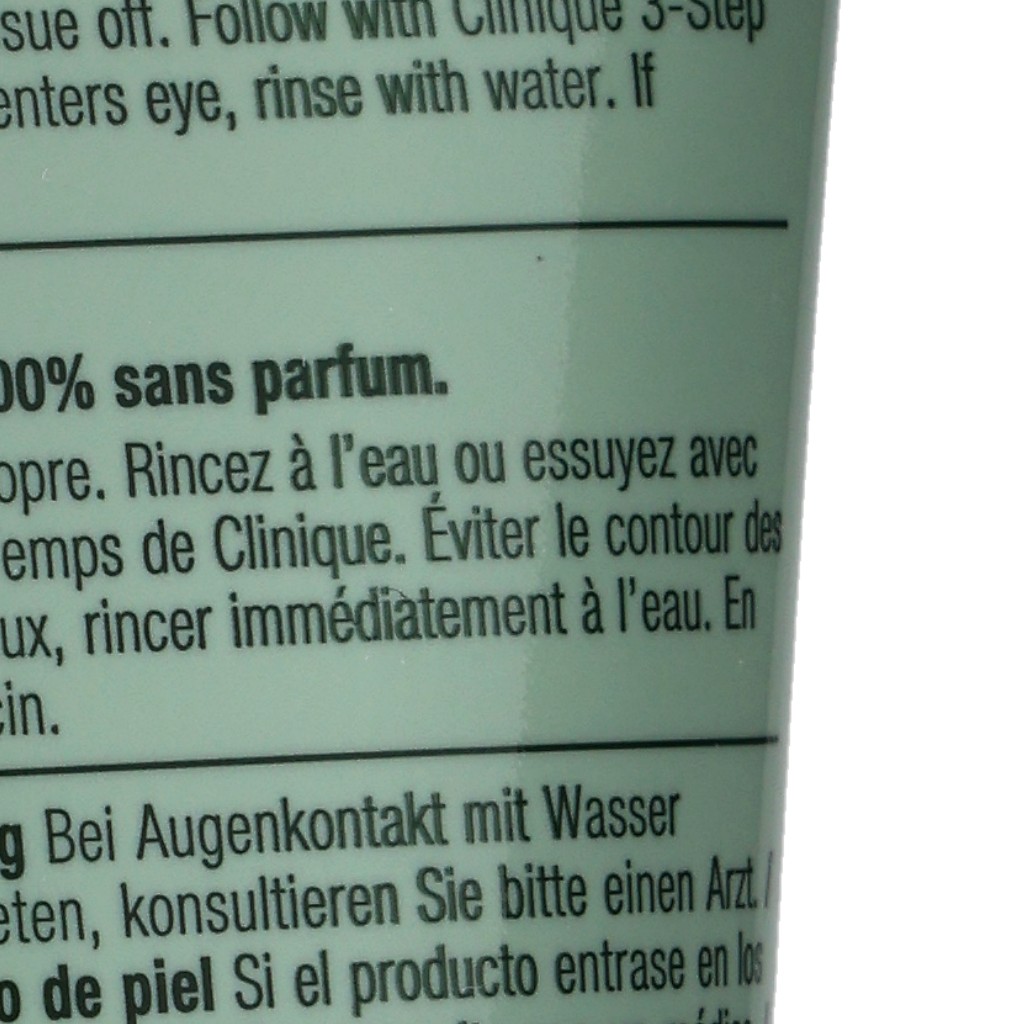 sue off. Follow with Clinique 3-Step
enters eye, rinse with water. If
00% sans parfum.
opre. Rincez à l'eau ou essuyez avec
emps de Clinique. Éviter le contour des
ux, rincer immédiatement à l'eau. En
cin.
g Bei Augenkontakt mit Wasser
eten, konsultieren Sie bitte einen Arzt. /
o de piel Si el producto entrase en los